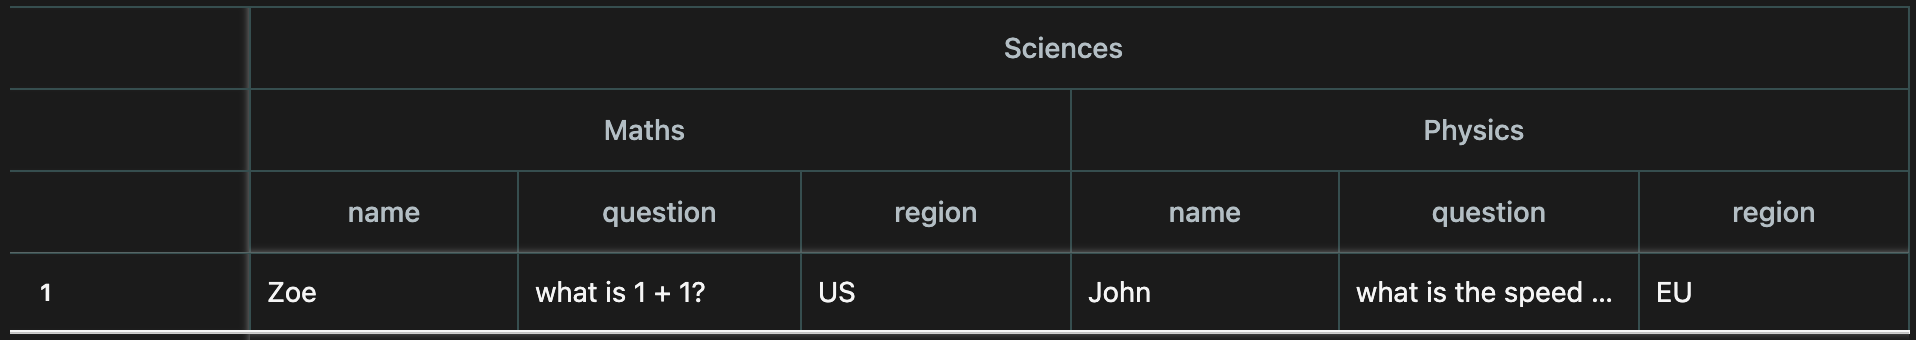 Sciences
Maths Physics
name question region name question region
1 Zoe what is 1 + 1? US John what is the speed ... EU